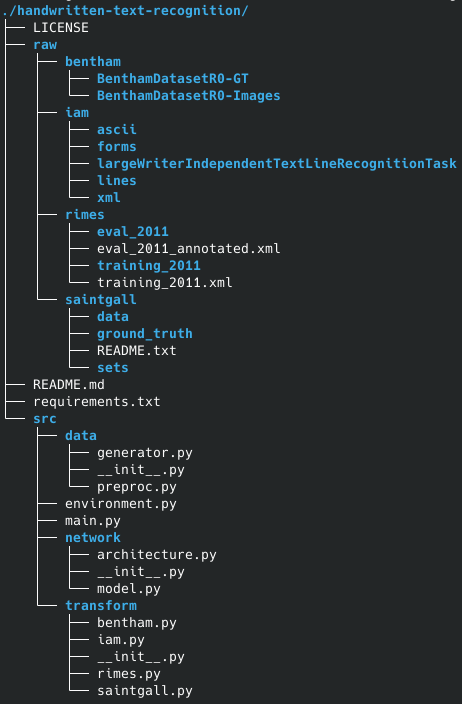 ./handwritten-text-recognition/
├── LICENSE
├── raw
│   ├── bentham
│   │   ├── BenthamDatasetR0-GT
│   │   └── BenthamDatasetR0-Images
│   ├── iam
│   │   ├── ascii
│   │   ├── forms
│   │   ├── largeWriterIndependentTextLineRecognitionTask
│   │   ├── lines
│   │   └── xml
│   ├── rimes
│   │   ├── eval_2011
│   │   ├── eval_2011_annotated.xml
│   │   ├── training_2011
│   │   └── training_2011.xml
│   └── saintgall
│       ├── data
│       ├── ground_truth
│       ├── README.txt
│       └── sets
├── README.md
├── requirements.txt
└── src
    ├── data
    │   ├── generator.py
    │   ├── __init__.py
    │   └── preproc.py
    ├── environment.py
    ├── main.py
    ├── network
    │   ├── architecture.py
    │   ├── __init__.py
    │   └── model.py
    └── transform
        ├── bentham.py
        ├── iam.py
        ├── __init__.py
        ├── rimes.py
        └── saintgall.py